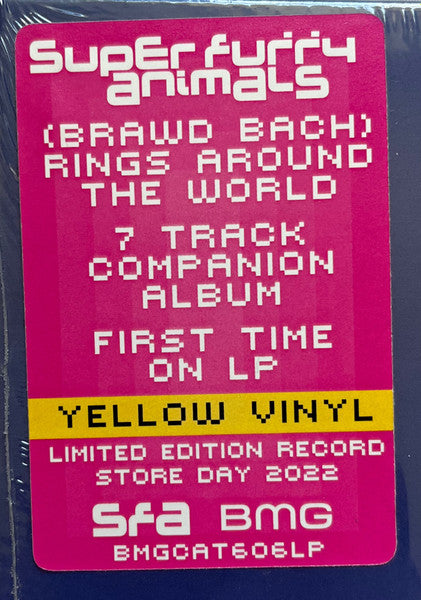 Super furry
animals
(BRAWD BACH)
RINGS AROUND
THE WORLD
7 TRACK
COMPANION
ALBUM
FIRST TIME
ON LP
YELLOW VINYL
LIMITED EDITION RECORD
STORE DAY 2022
sfa BMG
BMGCAT606LP